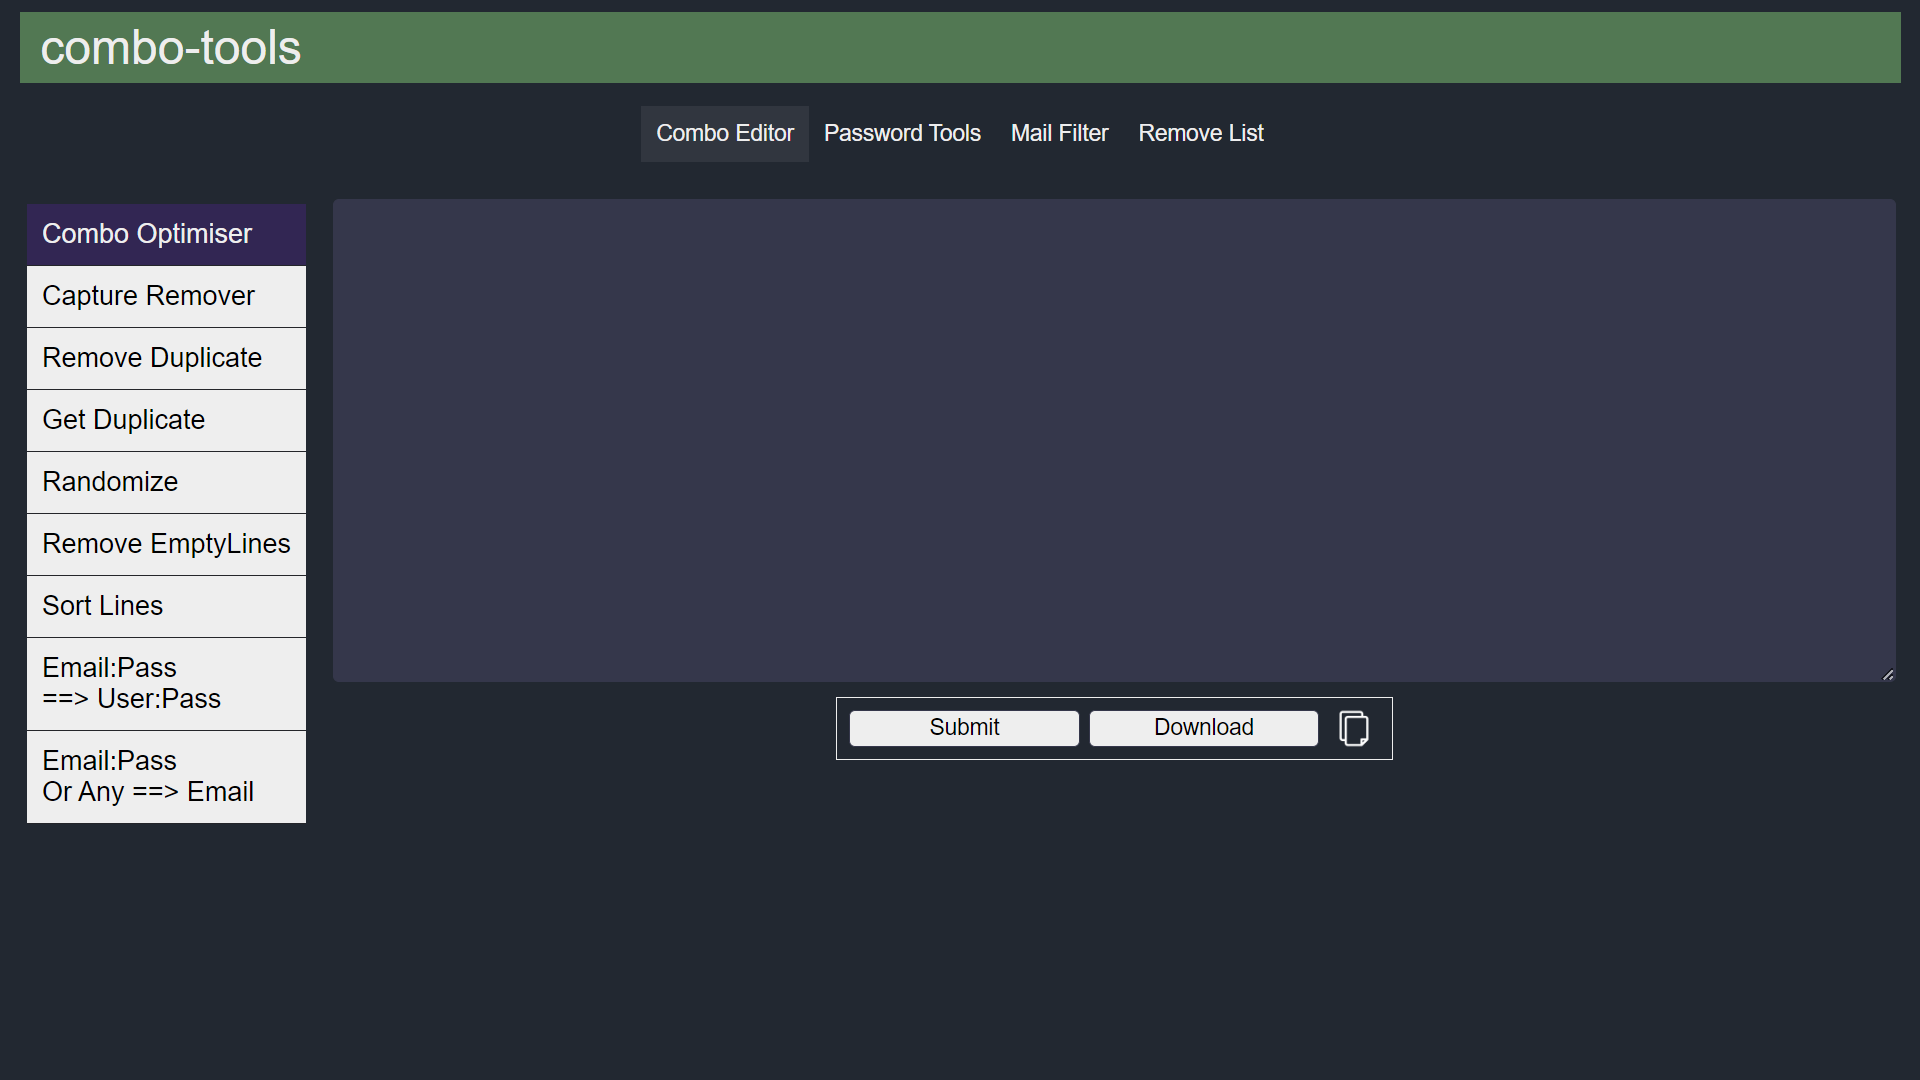 combo-tools
Combo Editor Password Tools Mail Filter Remove List
Combo Optimiser
Capture Remover
Remove Duplicate
Get Duplicate
Randomize
Remove EmptyLines
Sort Lines
Email:Pass
==> User:Pass
Email:Pass
Or Any ==> Email
Submit Download